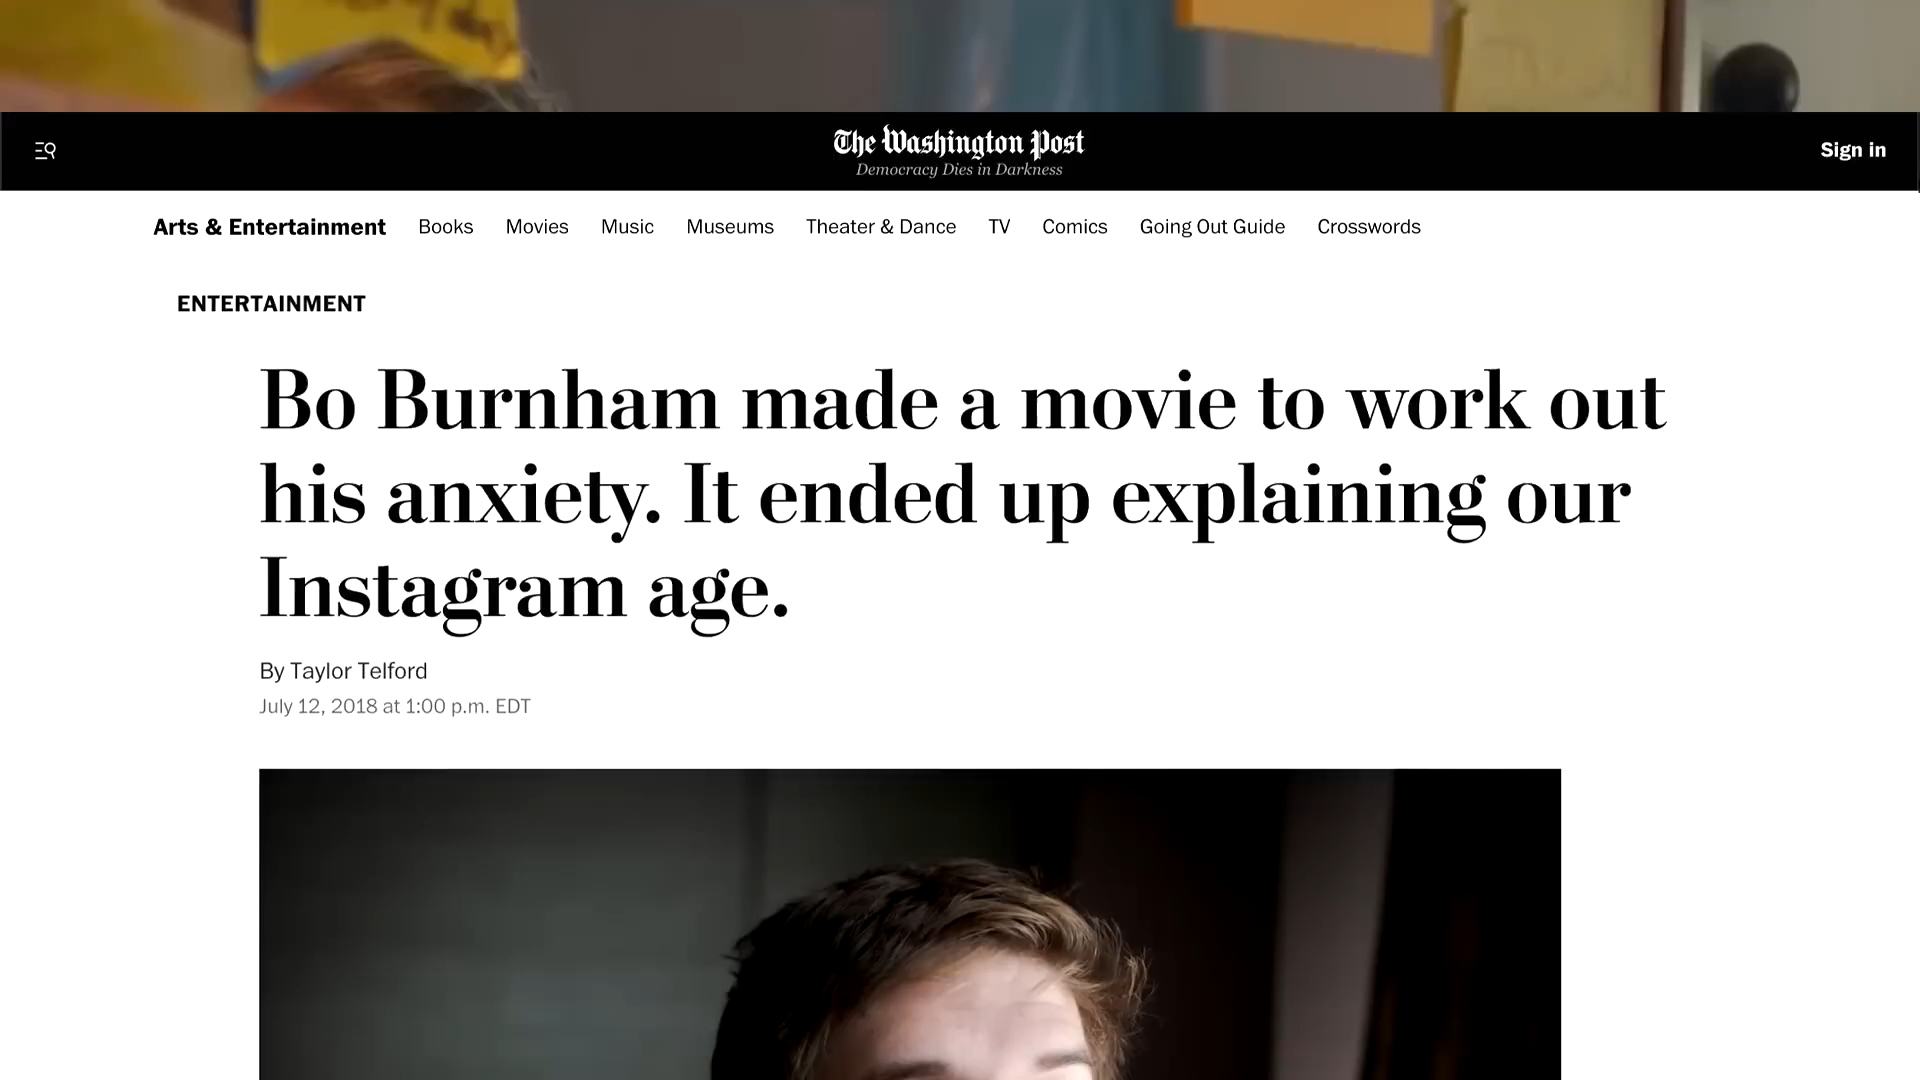 The Washington Post
Democracy Dies in Darkness
Sign in
Arts & Entertainment Books Movies Music Museums Theater & Dance TV Comics Going Out Guide Crosswords
ENTERTAINMENT
Bo Burnham made a movie to work out
his anxiety. It ended up explaining our
Instagram age.
By Taylor Telford
July 12, 2018 at 1:00 p.m. EDT